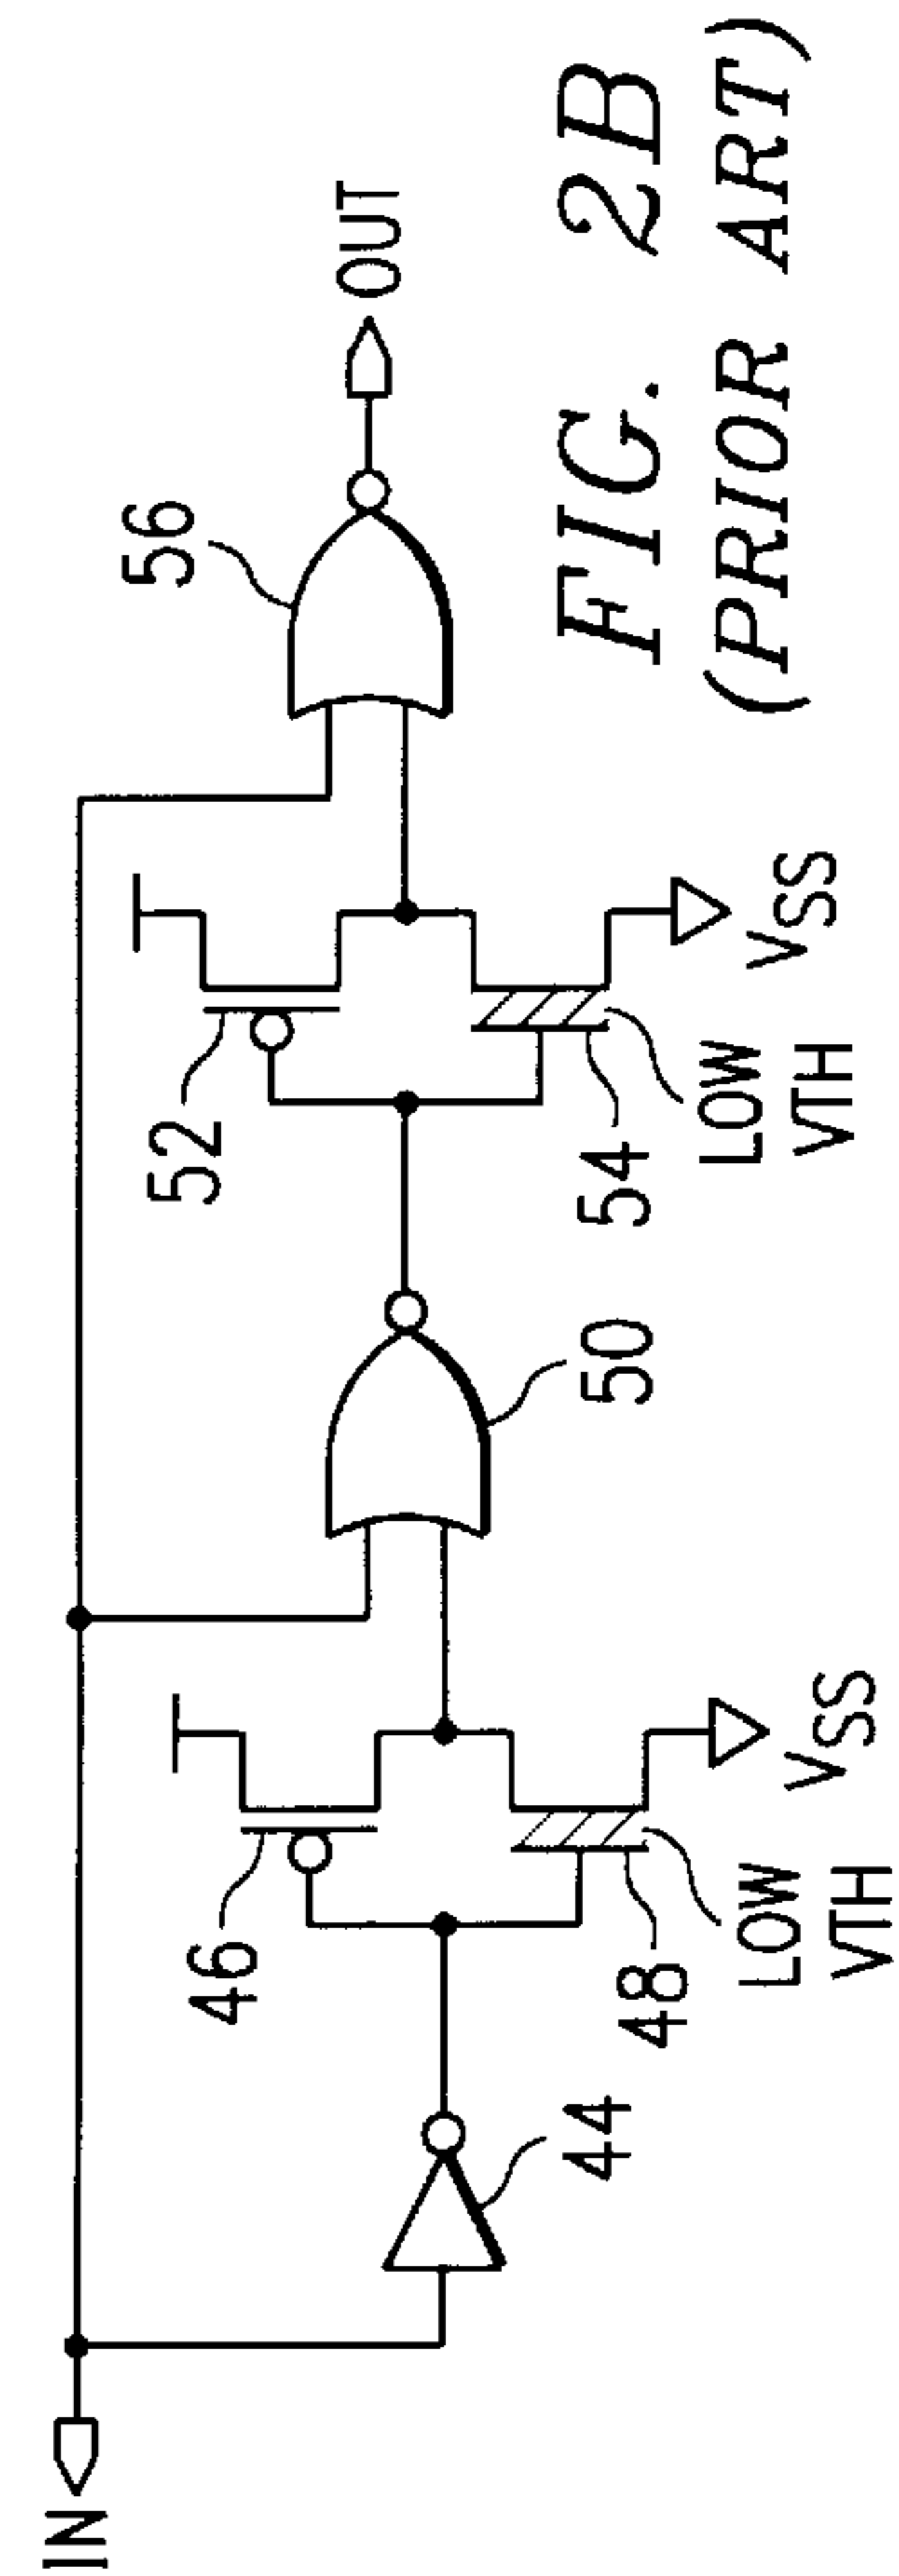 IN
44
46
48
LOW
VTH
VSS
50
52
54
LOW
VTH
VSS
56
OUT
FIG. 2B
(PRIOR ART)